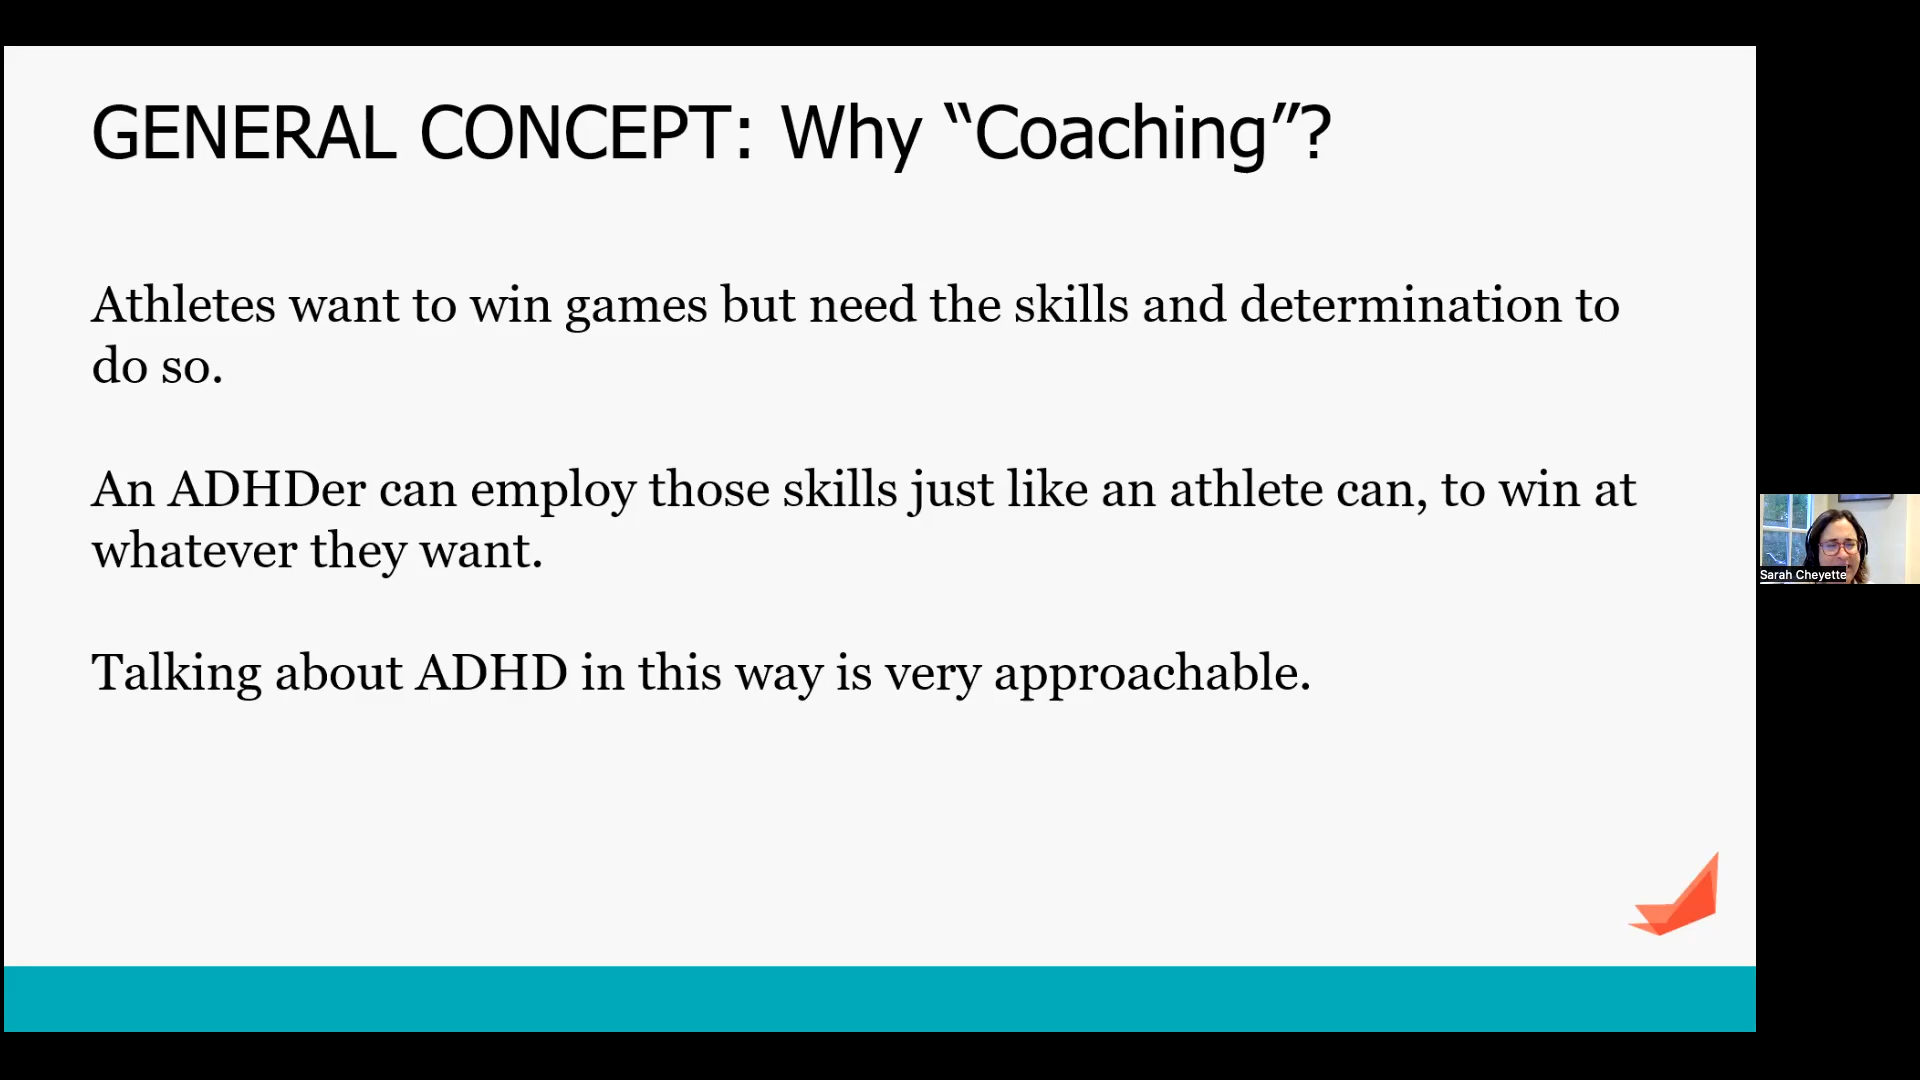 GENERAL CONCEPT: Why “Coaching”?
Athletes want to win games but need the skills and determination to
do so.
An ADHDer can employ those skills just like an athlete can, to win at
whatever they want.
Talking about ADHD in this way is very approachable.
Sarah Cheyette